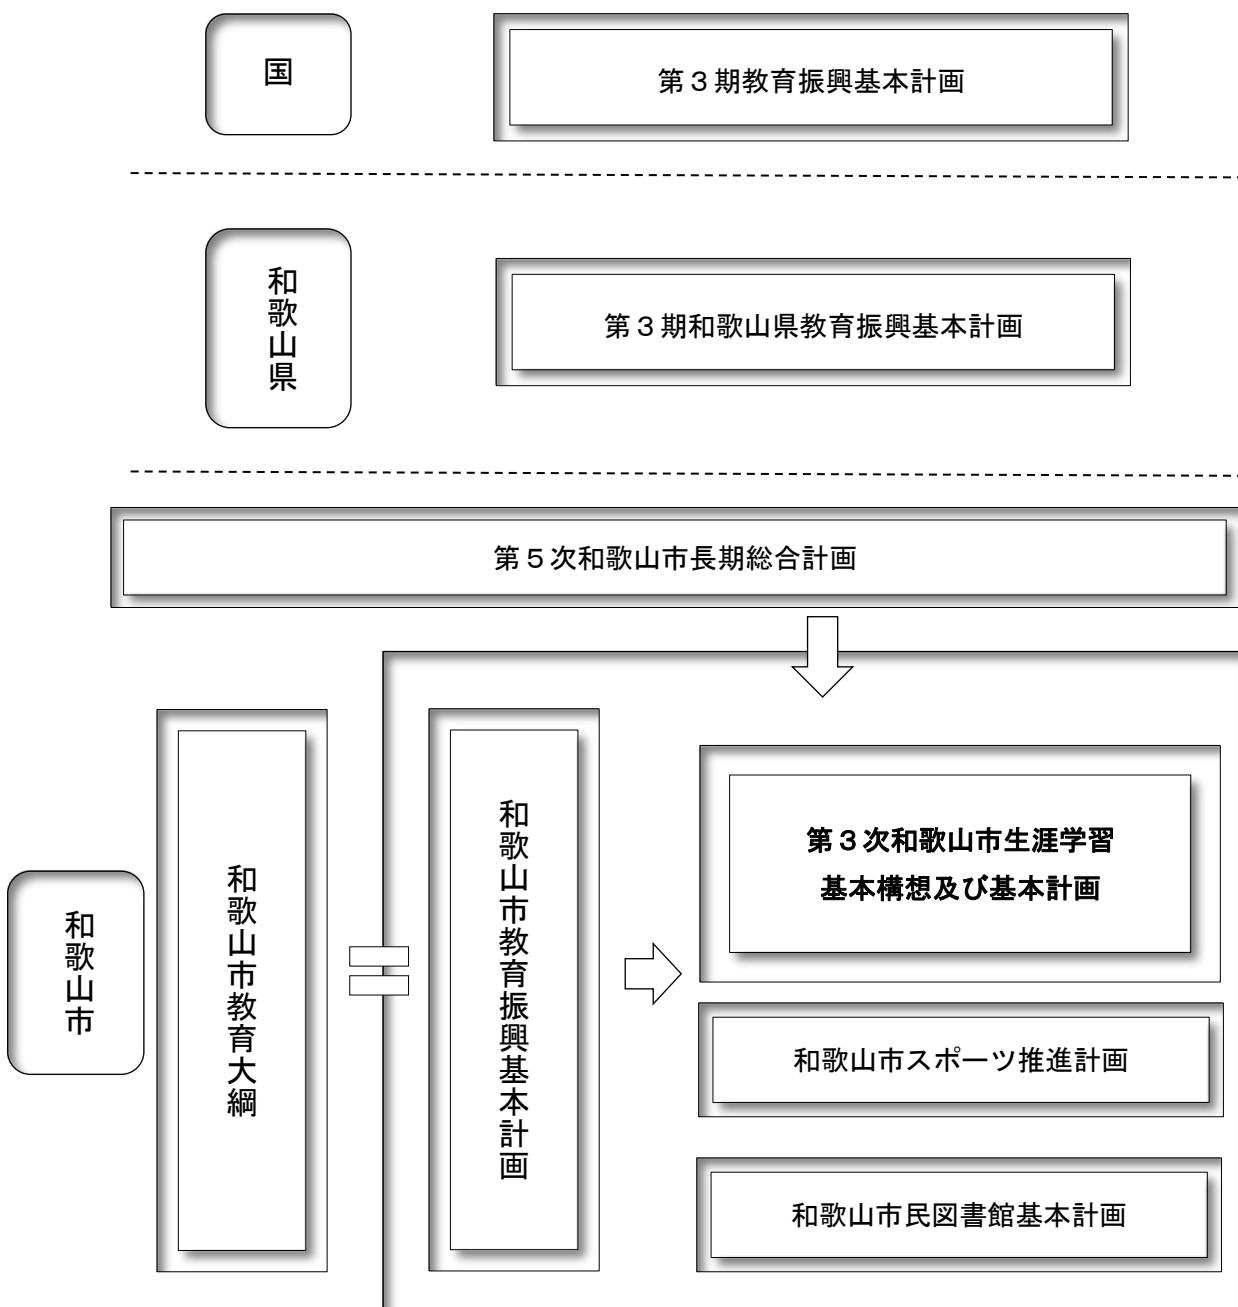 国
第３期教育振興基本計画
和歌山県
第３期和歌山県教育振興基本計画
第５次和歌山市長期総合計画
和歌山市
和歌山市教育大綱
和歌山市教育振興基本計画
第３次和歌山市生涯学習
基本構想及び基本計画
和歌山市スポーツ推進計画
和歌山市民図書館基本計画